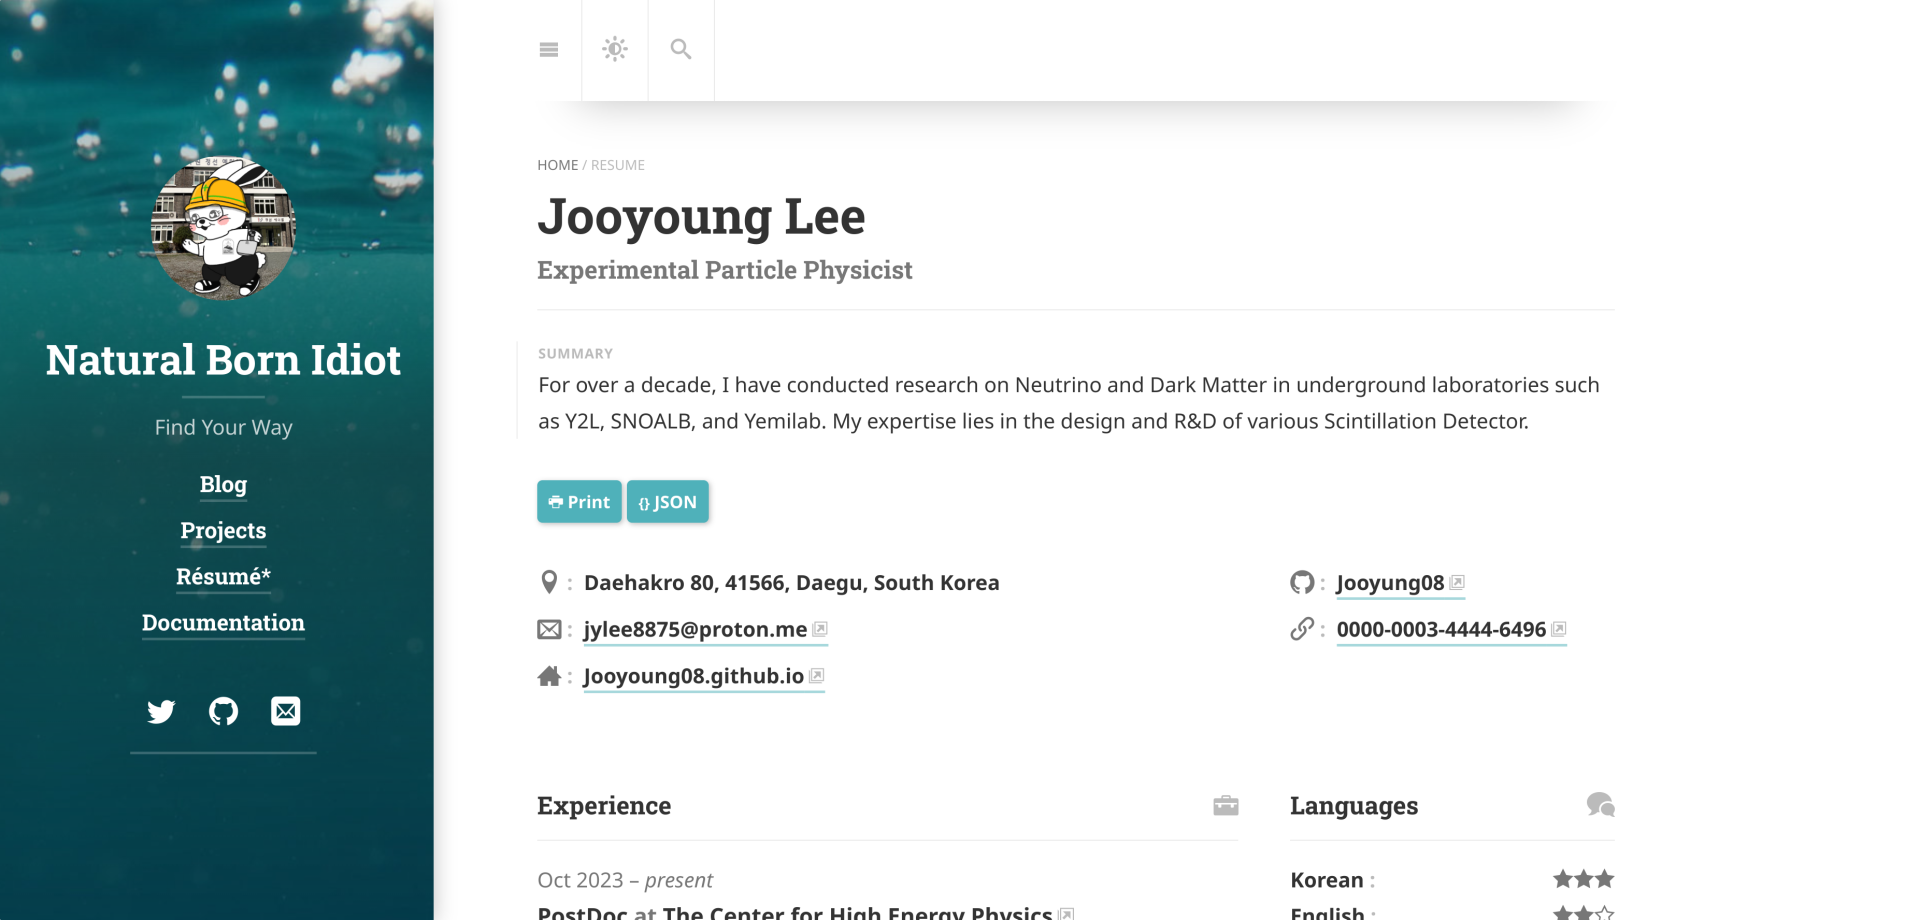 Natural Born Idiot
Find Your Way
Blog
Projects
Résumé*
Documentation
HOME / RESUME
Jooyoung Lee
Experimental Particle Physicist
SUMMARY
For over a decade, I have conducted research on Neutrino and Dark Matter in underground laboratories such
as Y2L, SNOALB, and Yemilab. My expertise lies in the design and R&D of various Scintillation Detector.
Print
{} JSON
: Daehakro 80, 41566, Daegu, South Korea
: jylee8875@proton.me
: Jooyoung08.github.io
: Jooyung08
: 0000-0003-4444-6496
Experience
Oct 2023 – present
PostDoc at The Center for High Energy Physics
Languages
Korean :
English :